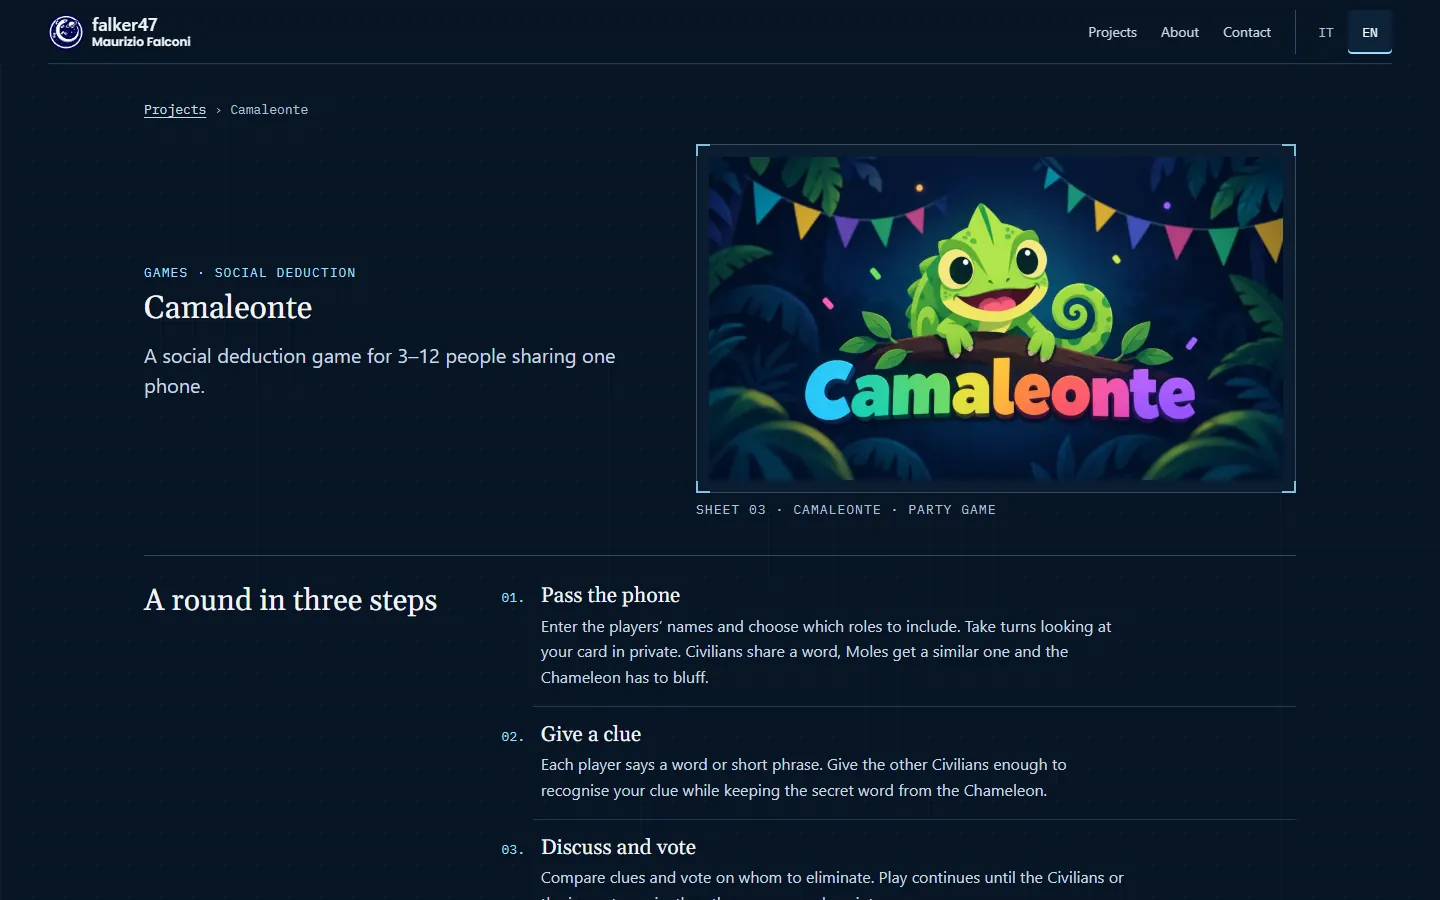 falker47
Maurizio Falconi
Projects
About
Contact
IT
EN
Projects › Camaleonte
GAMES · SOCIAL DEDUCTION
Camaleonte
A social deduction game for 3–12 people sharing one
phone.
Camaleonte
SHEET 03 · CAMALEONTE · PARTY GAME
A round in three steps
01.
Pass the phone
Enter the players’ names and choose which roles to include. Take turns looking at
your card in private. Civilians share a word, Moles get a similar one and the
Chameleon has to bluff.
02.
Give a clue
Each player says a word or short phrase. Give the other Civilians enough to
recognise your clue while keeping the secret word from the Chameleon.
03.
Discuss and vote
Compare clues and vote on whom to eliminate. Play continues until the Civilians or